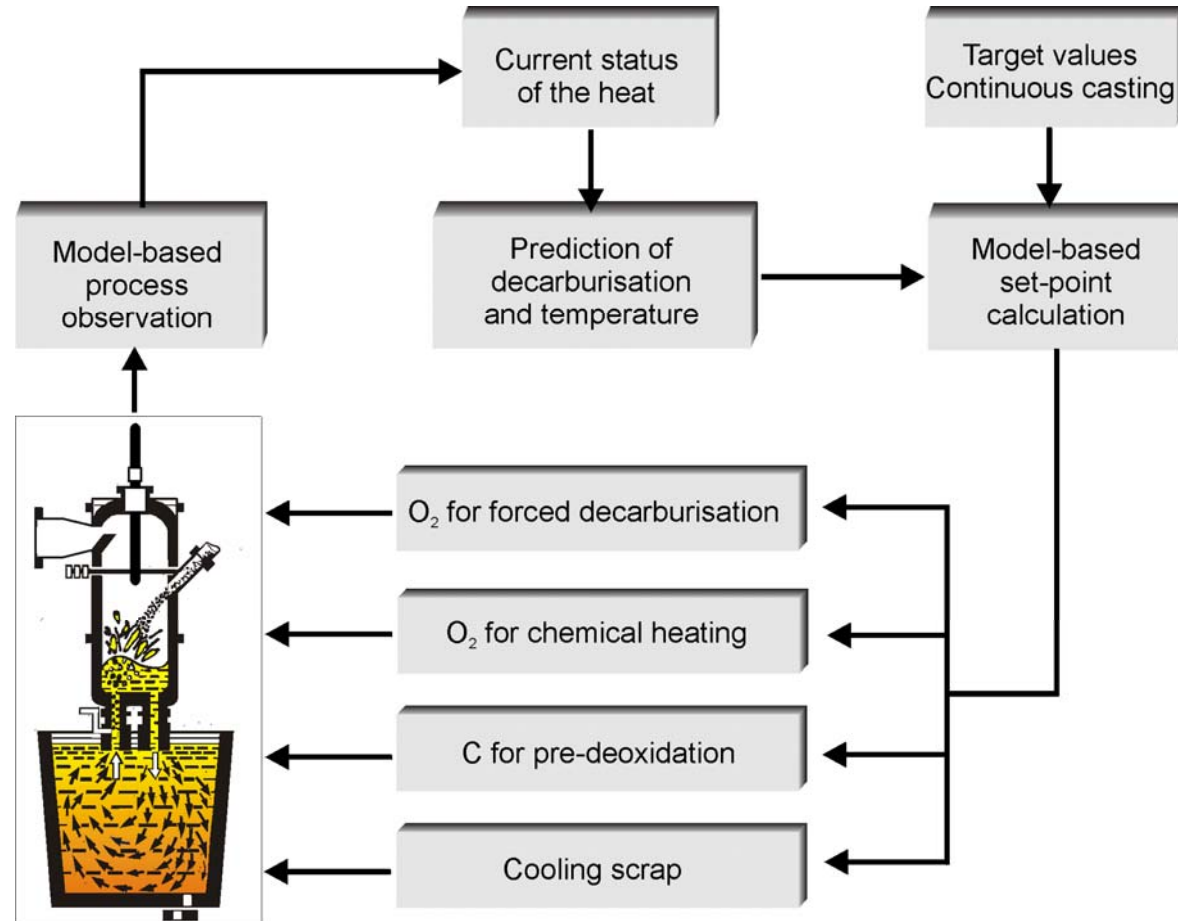 Current status
of the heat
Target values
Continuous casting
Model-based
process
observation
Prediction of
decarburisation
and temperature
Model-based
set-point
calculation
O₂ for forced decarburisation
O₂ for chemical heating
C for pre-deoxidation
Cooling scrap